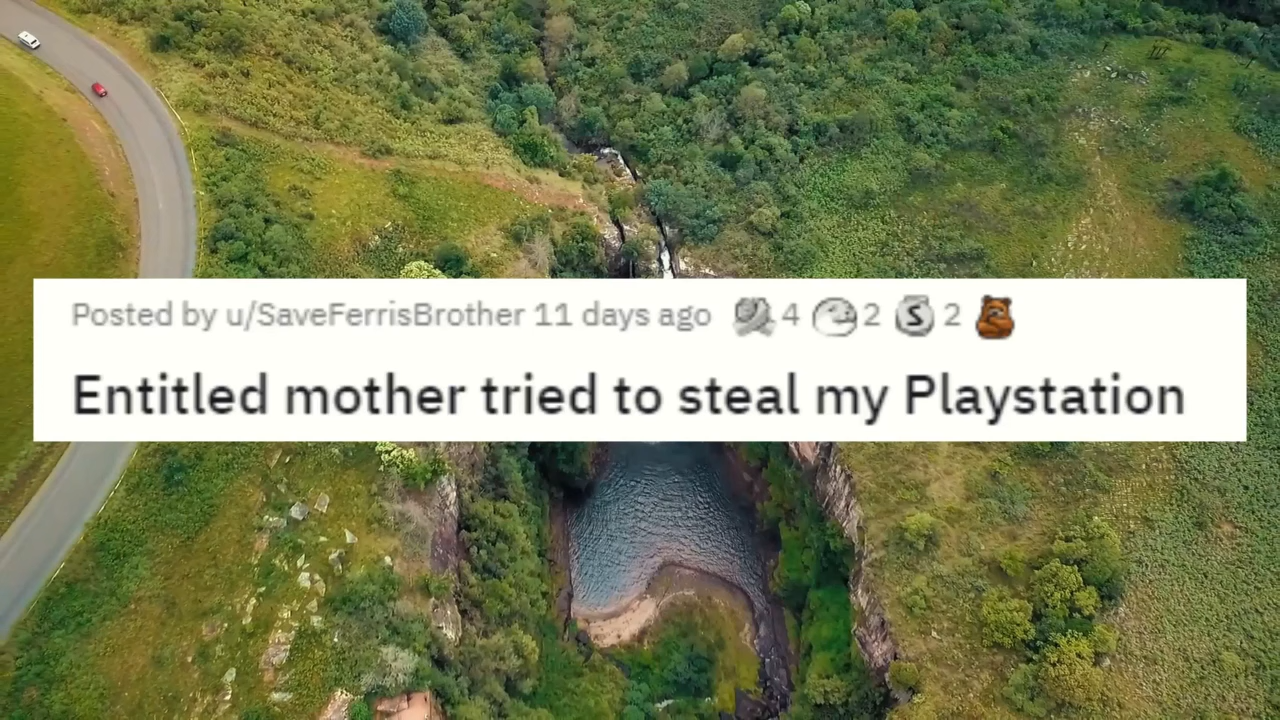 Posted by u/SaveFerrisBrother 11 days ago 4 2 S 2
Entitled mother tried to steal my Playstation